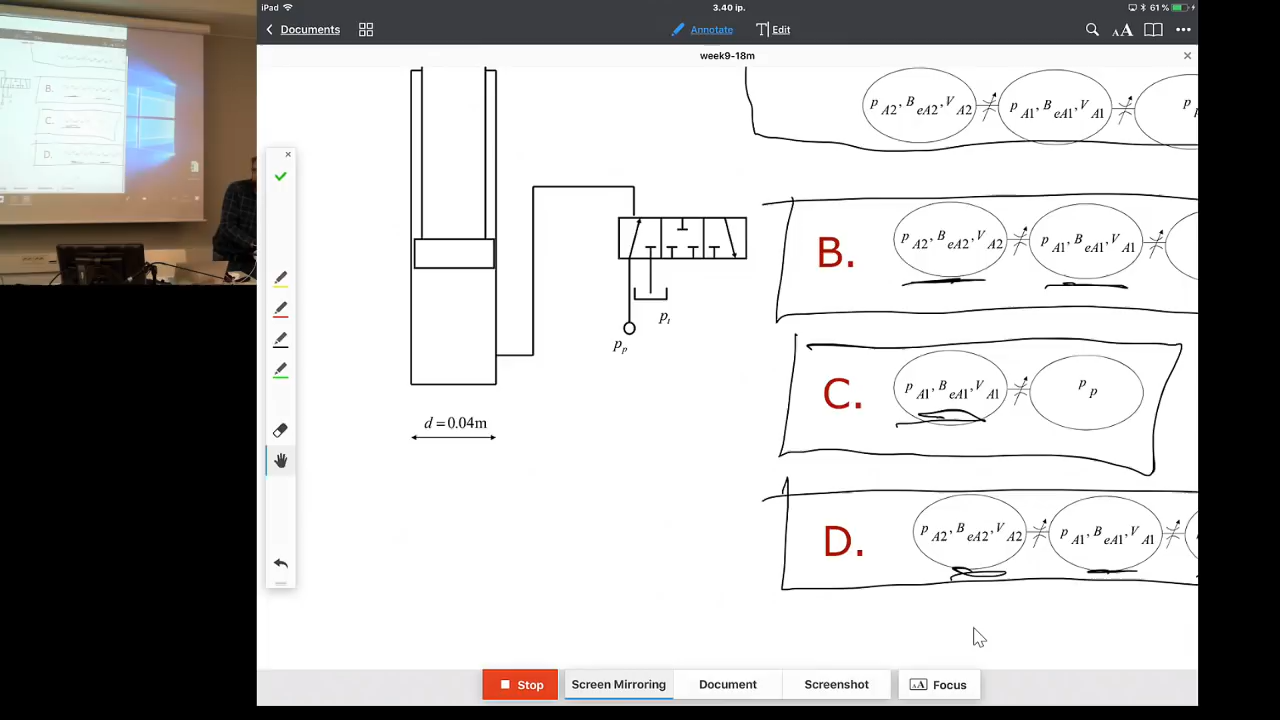 iPad
3.40 ip.
61 %
Documents
Annotate
Edit
AA
week9-18m
p A2, B eA2, V A2
p A1, B eA1, V A1
B.
p A2, B eA2, V A2
p A1, B eA1, V A1
p t
p p
C.
p A1, B eA1, V A1
p p
d = 0.04m
D.
p A2, B eA2, V A2
p A1, B eA1, V A1
Stop
Screen Mirroring
Document
Screenshot
AA Focus
B.
C.
D.